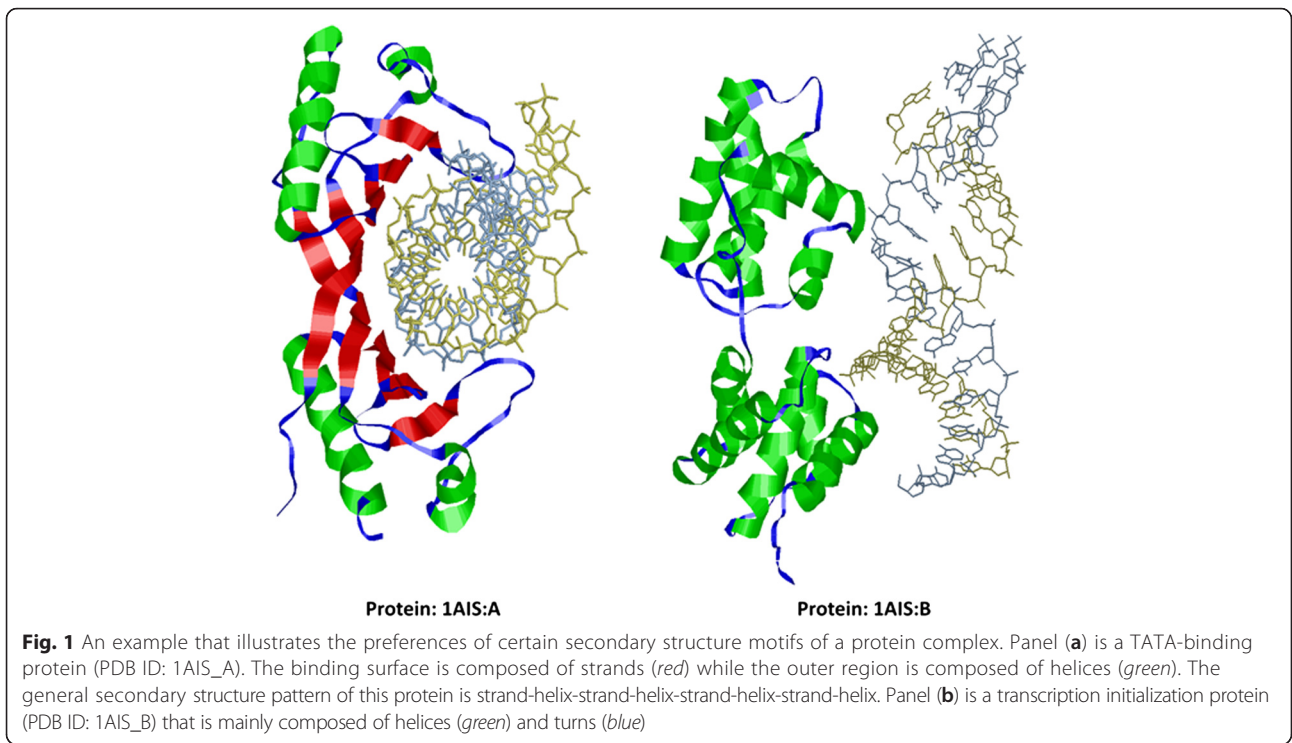 Protein: 1AIS:A
Protein: 1AIS:B
Fig. 1 An example that illustrates the preferences of certain secondary structure motifs of a protein complex. Panel (a) is a TATA-binding
protein (PDB ID: 1AIS_A). The binding surface is composed of strands (red) while the outer region is composed of helices (green). The
general secondary structure pattern of this protein is strand-helix-strand-helix-strand-helix-strand-helix. Panel (b) is a transcription initialization protein
(PDB ID: 1AIS_B) that is mainly composed of helices (green) and turns (blue)